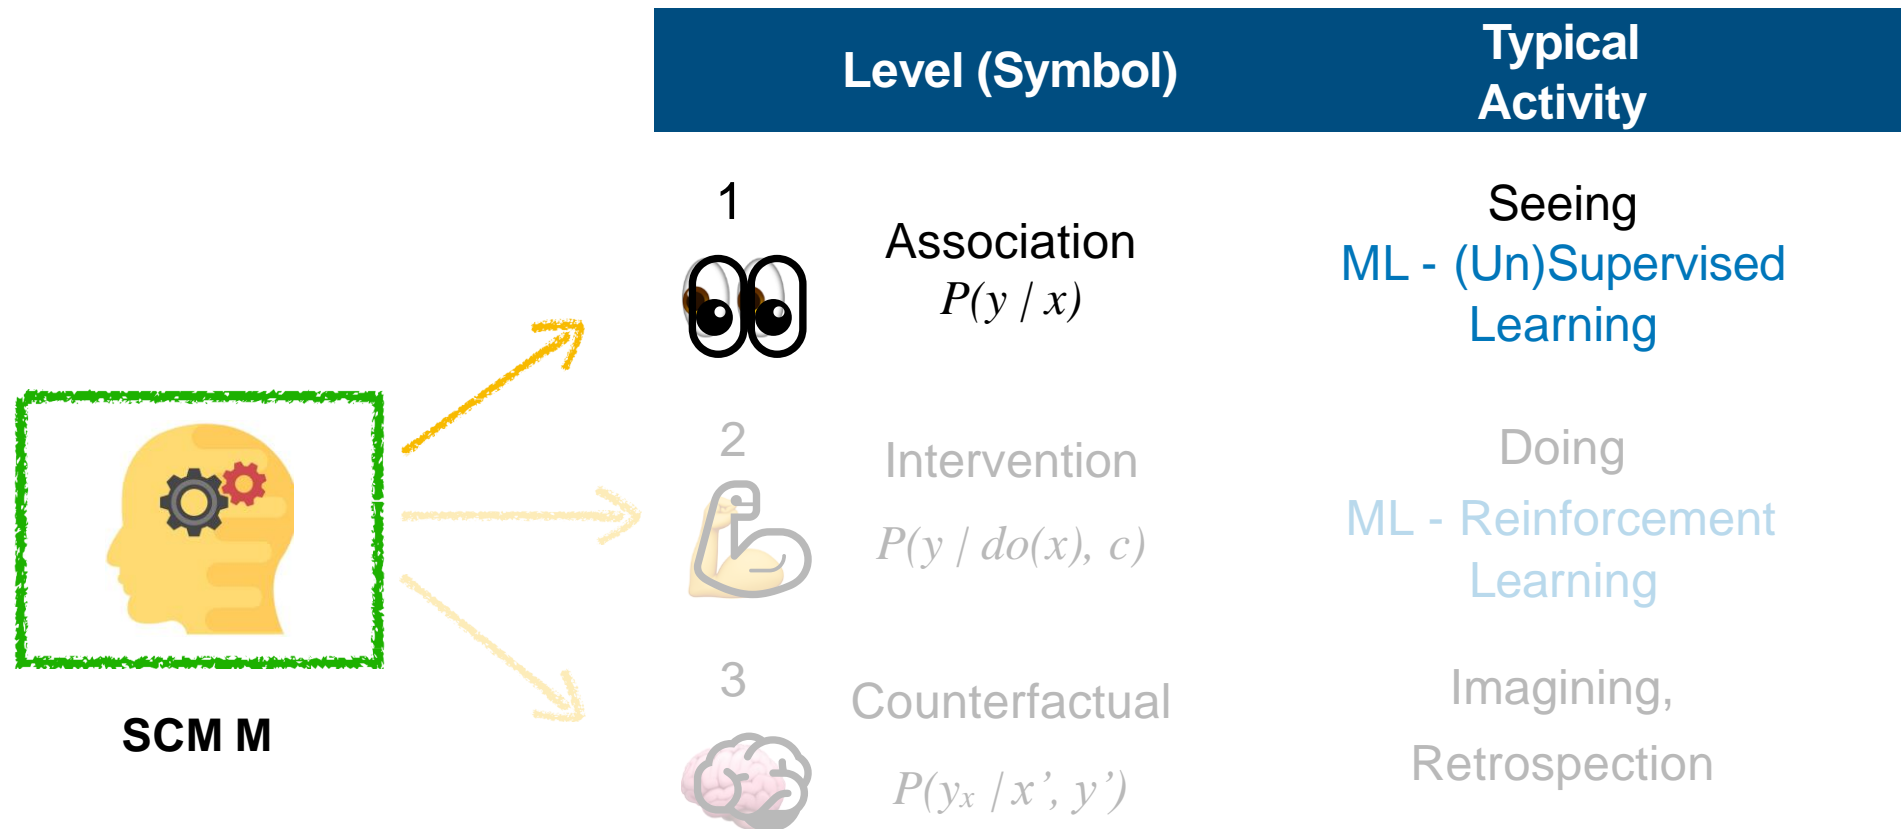 Level (Symbol)
Typical
Activity
1
Association
P(y | x)
Seeing
ML - (Un)Supervised
Learning
2
Intervention
P(y | do(x), c)
Doing
ML - Reinforcement
Learning
3
Counterfactual
P(yₓ | x’, y’)
Imagining,
Retrospection
SCM M